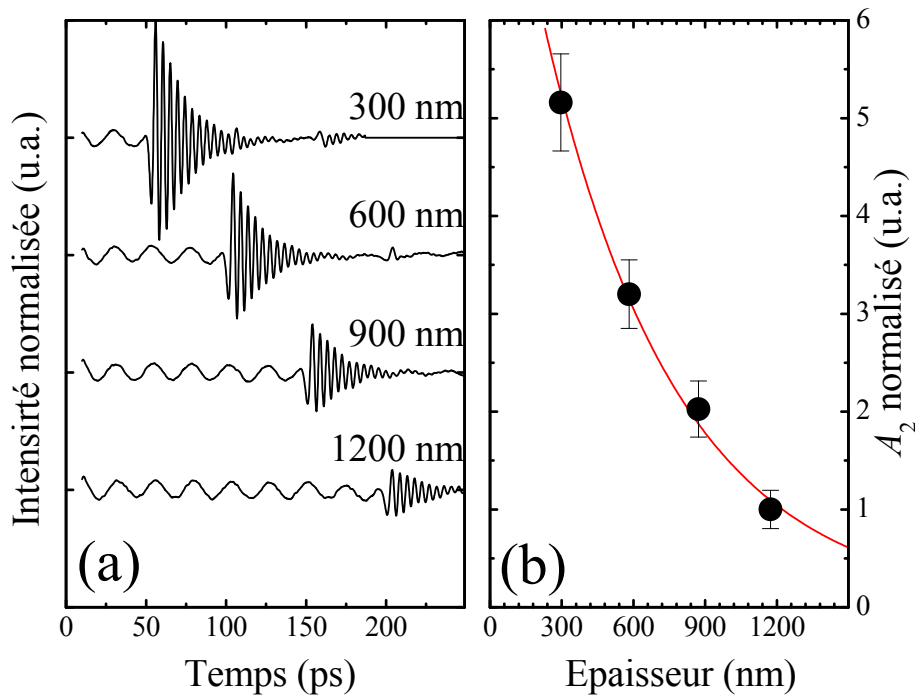 Intensirté normalisée (u.a.)
300 nm
600 nm
900 nm
1200 nm
(a)
0 50 100 150 200
Temps (ps)
(b)
0 300 600 900 1200
Epaisseur (nm)
6
5
4
3
2
1
0
A2 normalisé (u.a.)